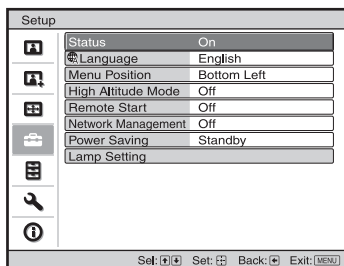 Setup
Status On
Language English
Menu Position Bottom Left
High Altitude Mode Off
Remote Start Off
Network Management Off
Power Saving Standby
Lamp Setting
Sel: Set: Back: Exit: MENU